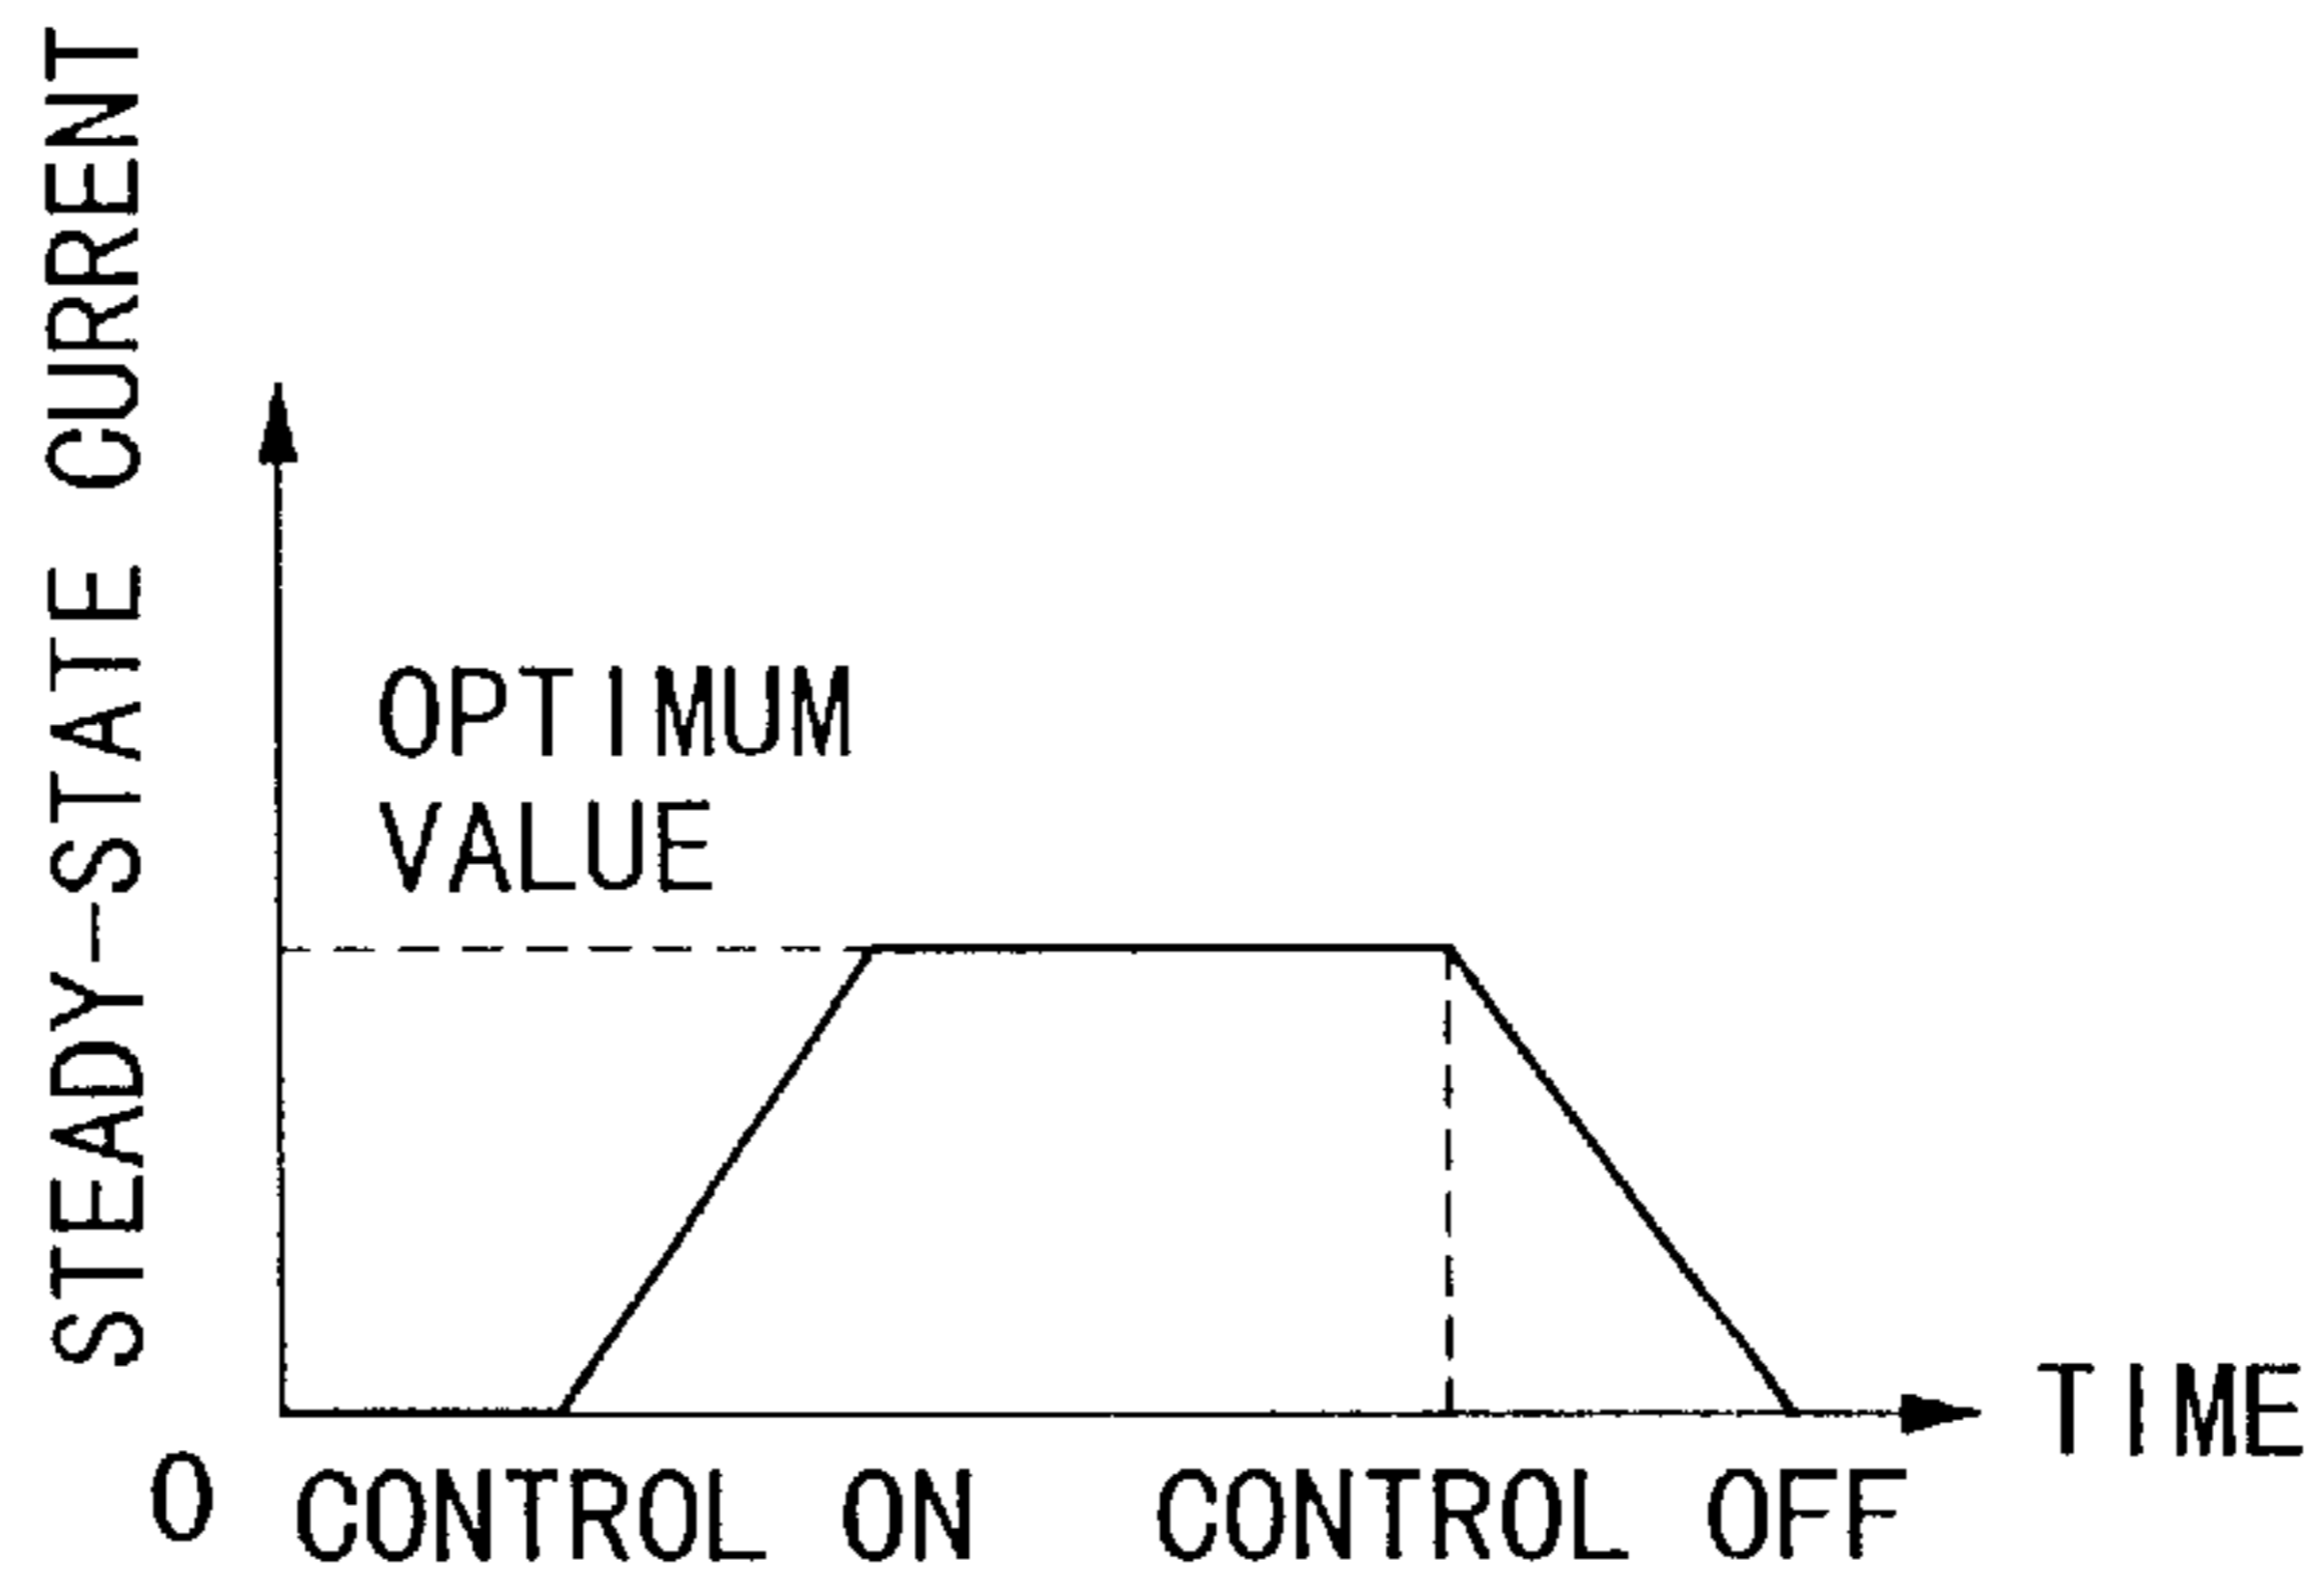 STEADY-STATE CURRENT
OPTIMUM
VALUE
TIME
0 CONTROL ON CONTROL OFF